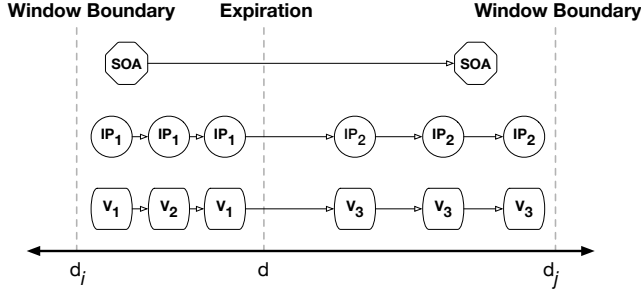 Window Boundary Expiration Window Boundary
SOA SOA
IP1 IP1 IP1 IP2 IP2 IP2
V1 V2 V1 V3 V3 V3
di d dj